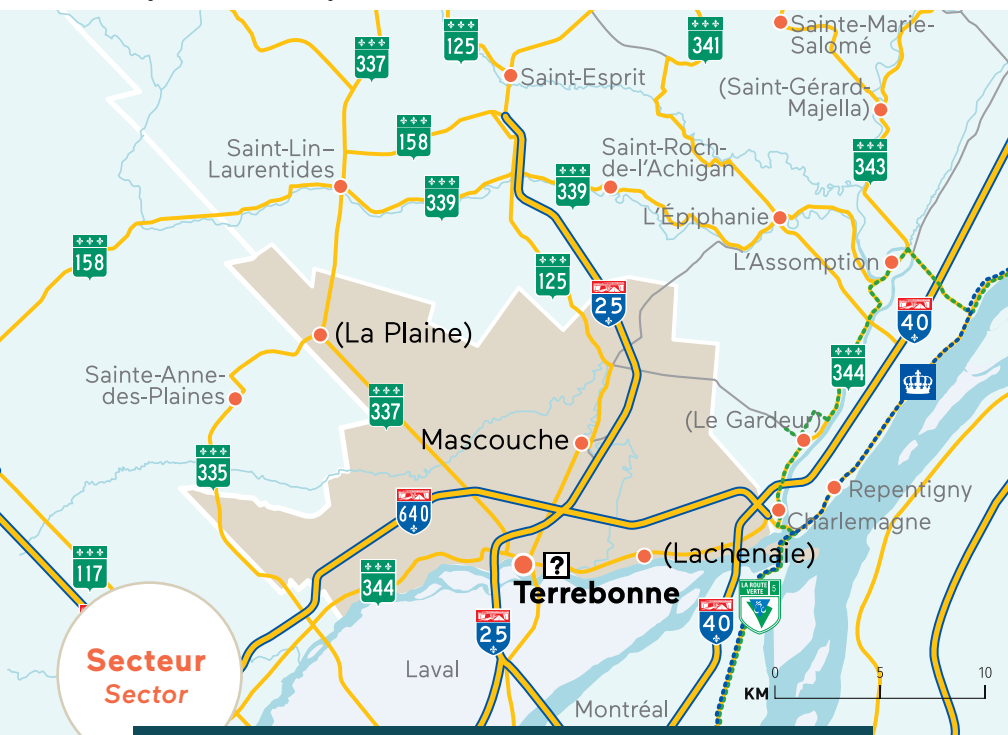 Sainte-Marie-
Salomé
337
125
341
Saint-Esprit
(Saint-Gérard-
Majella)
158
Saint-Lin–
Laurentides
Saint-Roch-
de-l'Achigan
343
339
339
L'Épiphanie
158
125
L'Assomption
25
40
(La Plaine)
344
Sainte-Anne-
des-Plaines
337
(Le Gardeur)
Mascouche
335
640
Repentigny
Charlemagne
117
344
?
(Lachenaie)
Terrebonne
LA ROUTE
VERTE
5
25
40
Secteur
Sector
Laval
Montréal
KM
0
5
10